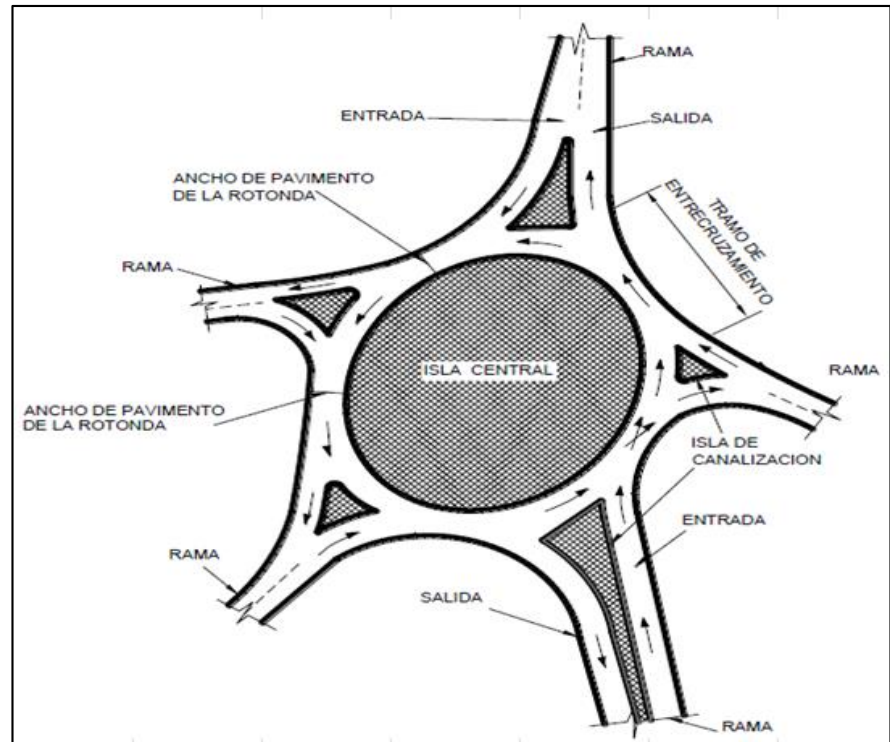 RAMA
ENTRADA
SALIDA
ANCHO DE PAVIMENTO
DE LA ROTONDA
TRAMO DE
ENTRECRUZAMIENTO
RAMA
ISLA CENTRAL
RAMA
ANCHO DE PAVIMENTO
DE LA ROTONDA
ISLA DE
CANALIZACION
ENTRADA
RAMA
SALIDA
RAMA